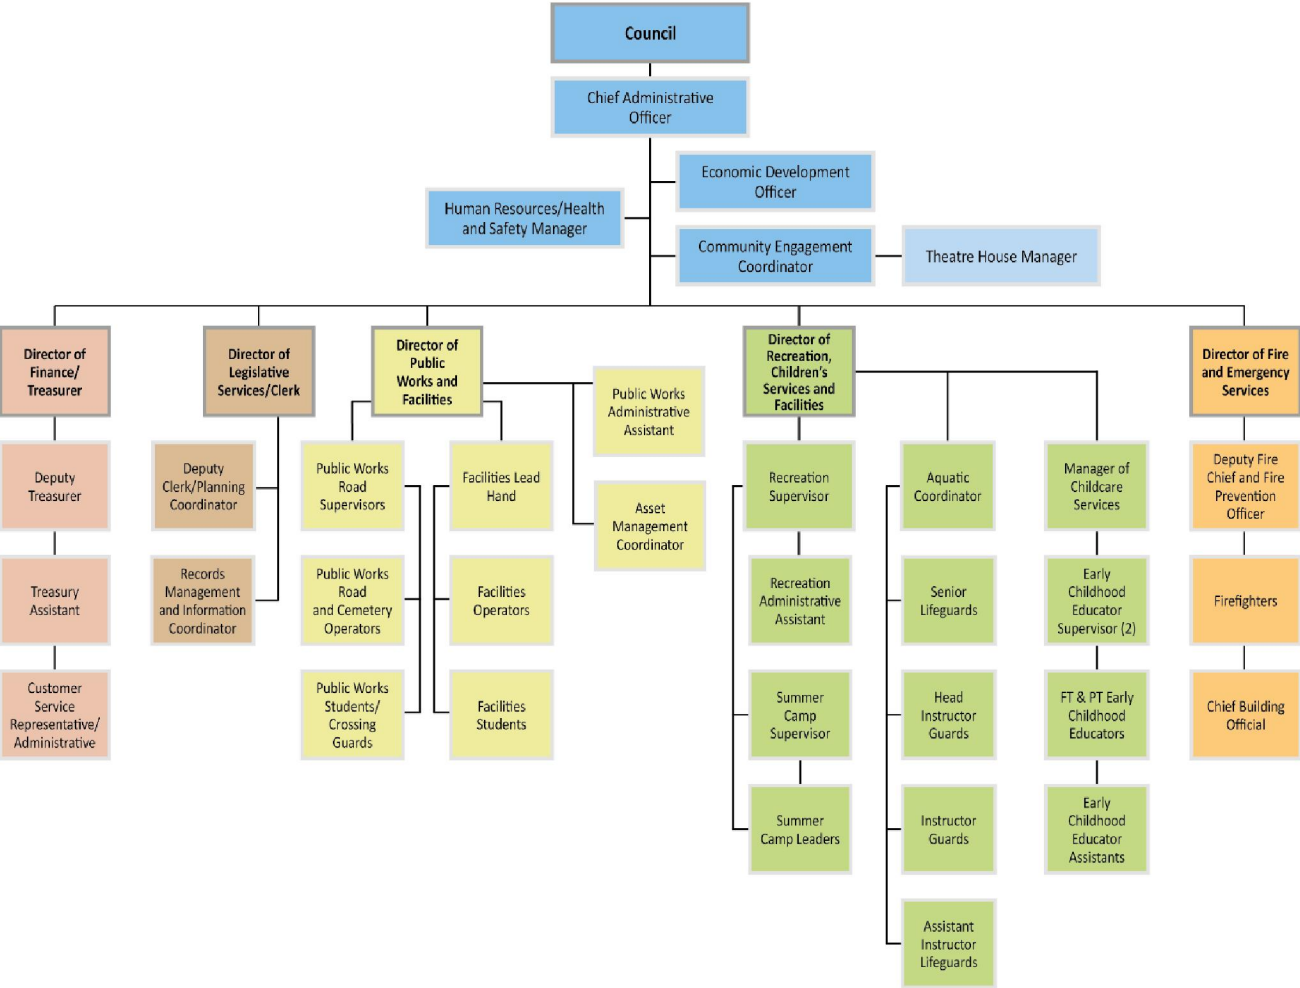 Council
Chief Administrative
Officer
Economic Development
Officer
Human Resources/Health
and Safety Manager
Community Engagement
Coordinator
Theatre House Manager
Director of
Finance/
Treasurer
Director of
Legislative
Services/Clerk
Director of
Public
Works and
Facilities
Director of
Recreation,
Children's
Services and
Facilities
Director of Fire
and Emergency
Services
Public Works
Administrative
Assistant
Asset
Management
Coordinator
Deputy
Treasurer
Treasury
Assistant
Customer
Service
Representative/
Administrative
Deputy
Clerk/Planning
Coordinator
Records
Management
and Information
Coordinator
Public Works
Road
Supervisors
Public Works
Road
and Cemetery
Operators
Public Works
Students/
Crossing
Guards
Facilities Lead
Hand
Facilities
Operators
Facilities
Students
Recreation
Supervisor
Recreation
Administrative
Assistant
Summer
Camp
Supervisor
Summer
Camp Leaders
Aquatic
Coordinator
Senior
Lifeguards
Head
Instructor
Guards
Instructor
Guards
Assistant
Instructor
Lifeguards
Manager of
Childcare
Services
Early
Childhood
Educator
Supervisor (2)
FT & PT Early
Childhood
Educators
Early
Childhood
Educator
Assistants
Deputy Fire
Chief and Fire
Prevention
Officer
Firefighters
Chief Building
Official